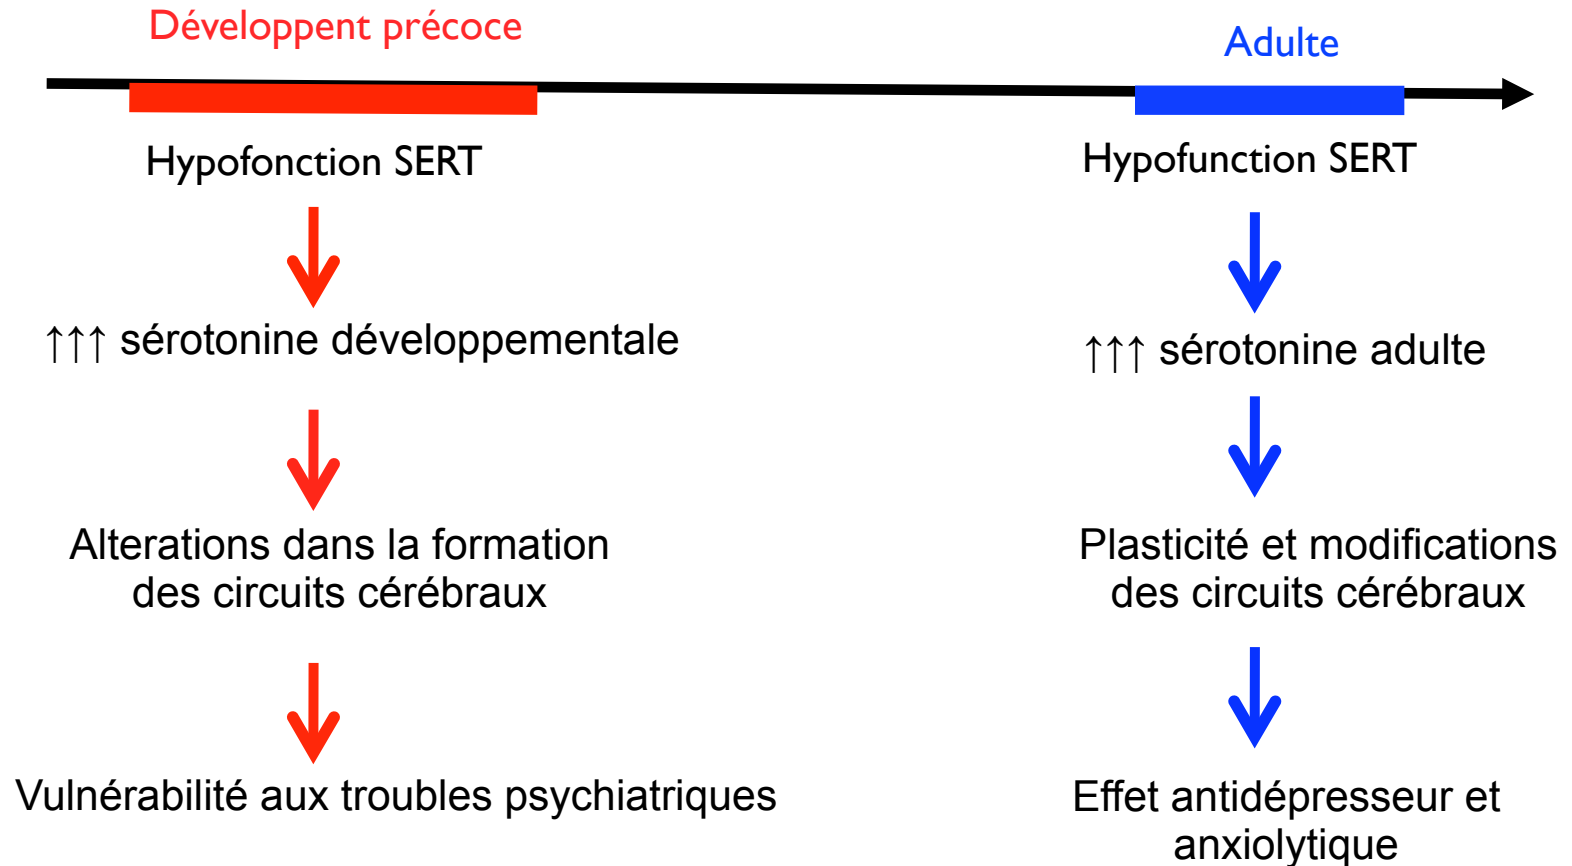 Développent précoce
Adulte
Hypofonction SERT
Hypofunction SERT
↑↑↑ sérotonine développementale
↑↑↑ sérotonine adulte
Alterations dans la formation
des circuits cérébraux
Plasticité et modifications
des circuits cérébraux
Vulnérabilité aux troubles psychiatriques
Effet antidépresseur et
anxiolytique